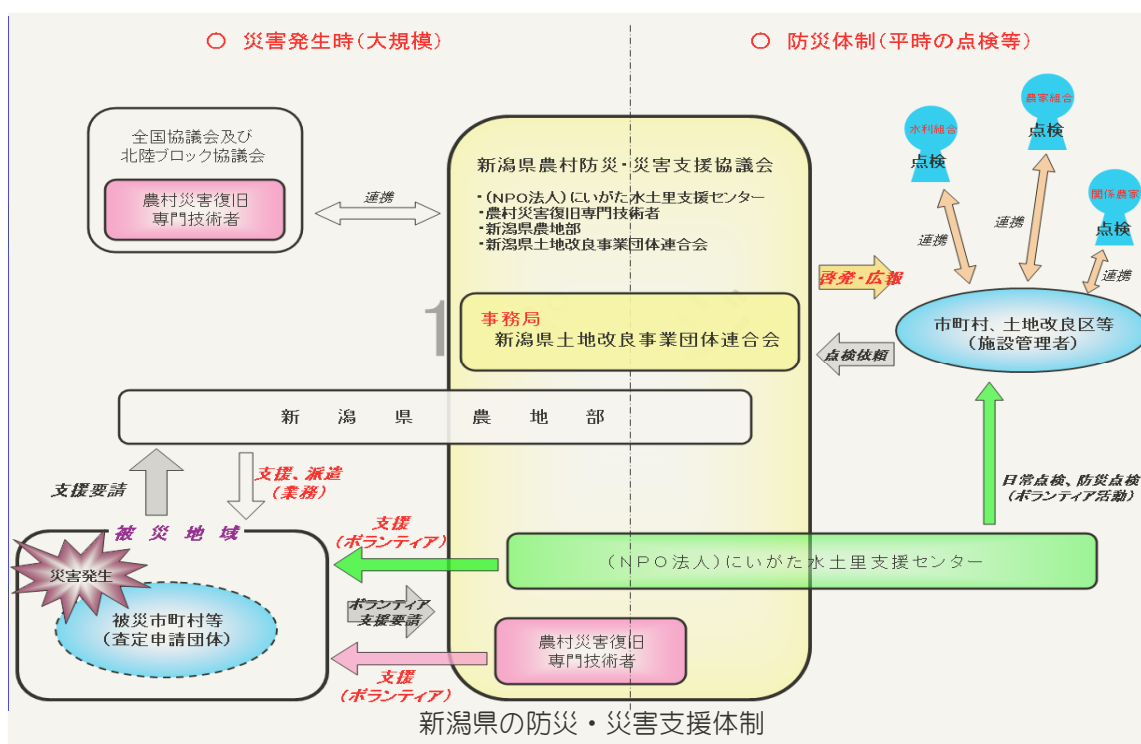 ○ 災害発生時(大規模)
○ 防災体制(平時の点検等)
全国協議会及び
北陸ブロック協議会
農村災害復旧
専門技術者
連携
新潟県農村防災・災害支援協議会
・(NPO法人)にいがた水土里支援センター
・農村災害復旧専門技術者
・新潟県農地部
・新潟県土地改良事業団体連合会
水利組合
点検
農家組合
点検
関係農家
点検
連携
連携
連携
啓発・広報
市町村、土地改良区等
(施設管理者)
点検依頼
1
事務局
新潟県土地改良事業団体連合会
新潟県農地部
支援要請
支援、派遣
(業務)
日常点検、防災点検
(ボランティア活動)
被災地域
災害発生
被災市町村等
(査定申請団体)
支援
(ボランティア)
(NPO法人)にいがた水土里支援センター
ボランティア
支援要請
農村災害復旧
専門技術者
支援
(ボランティア)
新潟県の防災・災害支援体制